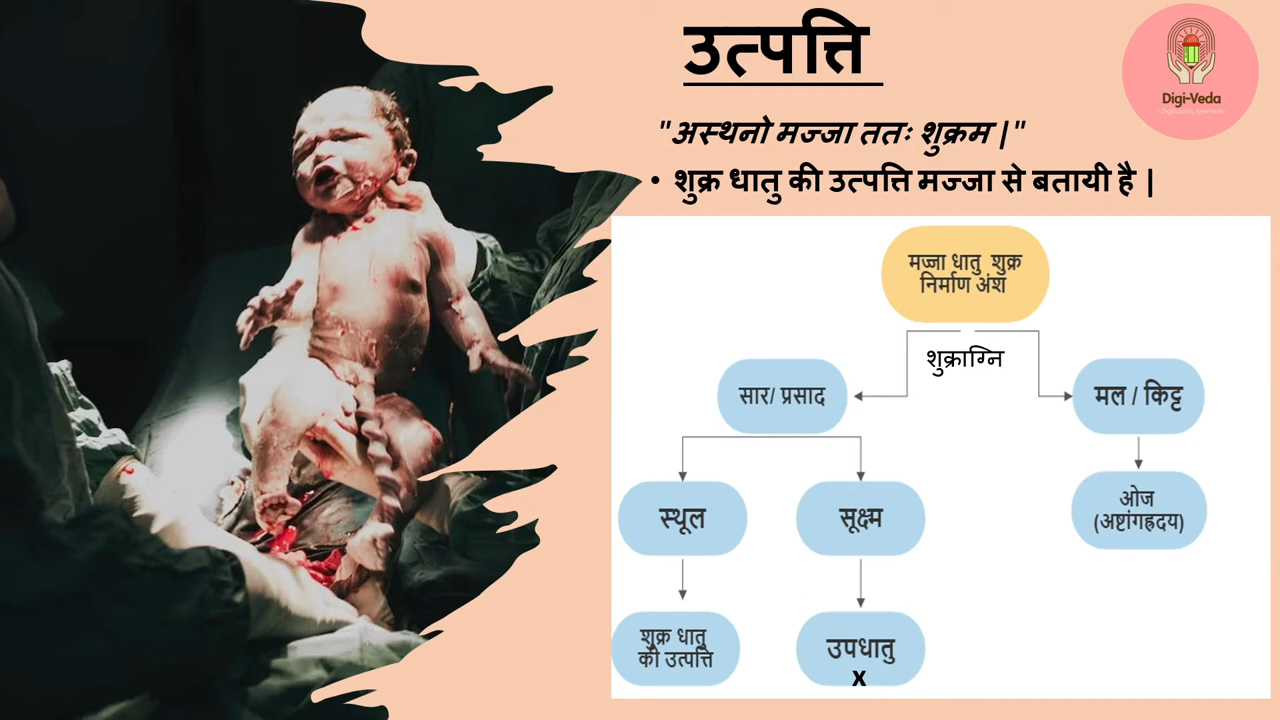 उत्पत्ति
Digi-Veda
"अस्थनो मज्जा ततः शुक्रम |"
• शुक्र धातु की उत्पत्ति मज्जा से बतायी है |
मज्जा धातु शुक्र
निर्माण अंश
शुक्राग्नि
सार/ प्रसाद
मल / किट्ट
स्थूल
सूक्ष्म
ओज
(अष्टांगह्रदय)
शुक्र धातु
की उत्पत्ति
उपधातु
x